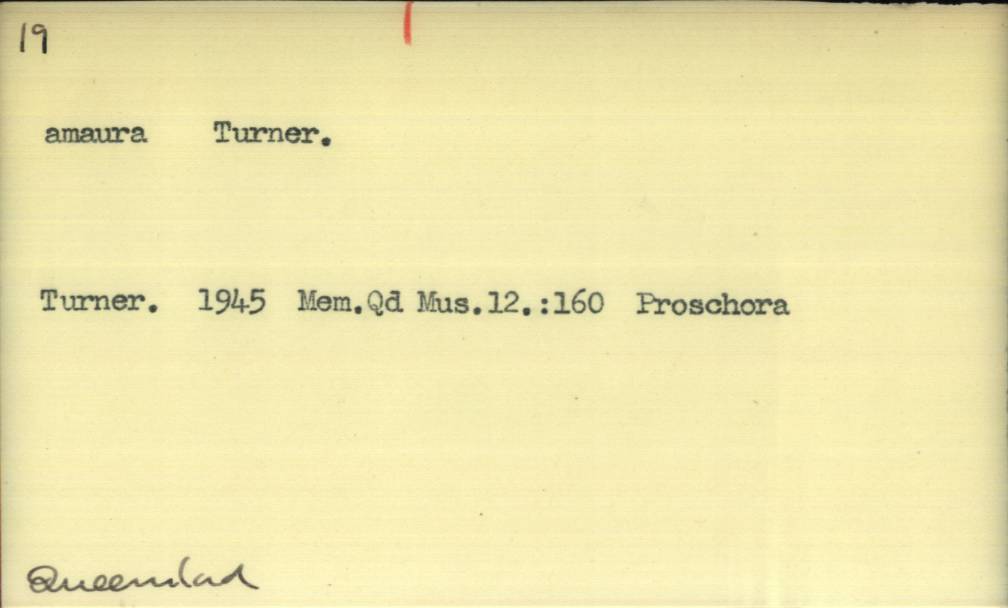 19
amaura Turner.
Turner. 1945 Mem.Qd Mus.12.:160 Proschora
Queensland